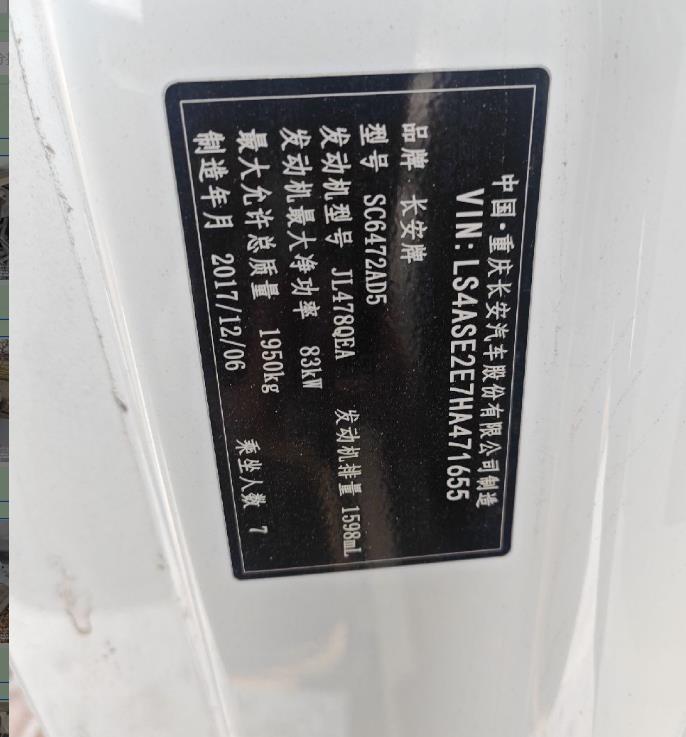 中国·重庆长安汽车股份有限公司制造
VIN: LS4ASE2E7HA471655
品牌 长安牌
型号 SC6472AD5
发动机型号 JL478QEA 发动机排量 1598mL
发动机最大净功率 83kW
最大允许总质量 1950kg
制造年月 2017/12/06 乘坐人数 7